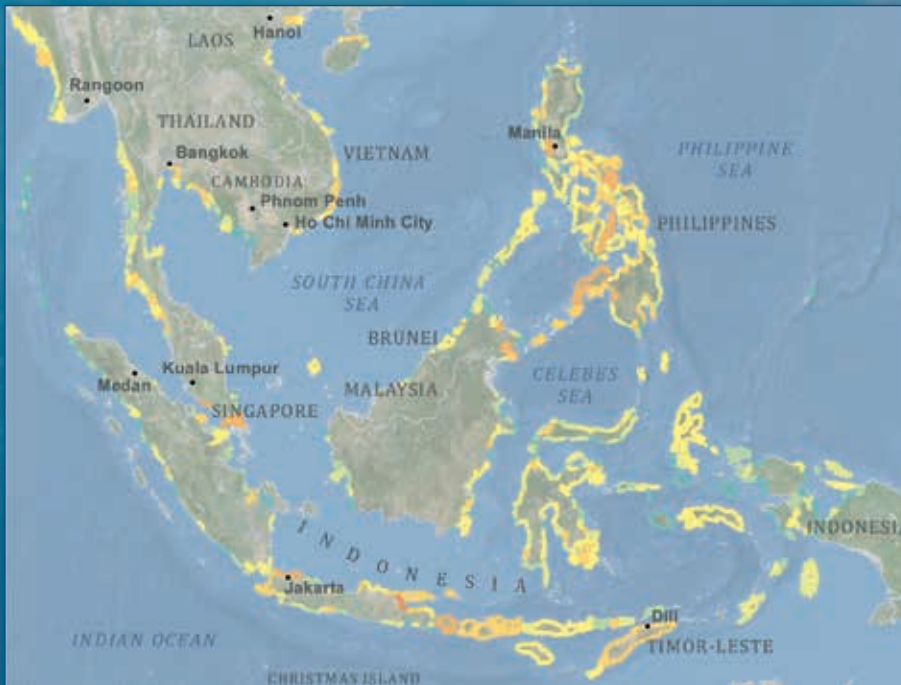 Hanoi
LAOS
Rangoon
THAILAND
Manila
Bangkok
VIETNAM
PHILIPPINE
SEA
CAMBODIA
Phnom Penh
Ho Chi Minh City
PHILIPPINES
SOUTH CHINA
SEA
BRUNEI
Kuala Lumpur
CELEBES
SEA
Medan
MALAYSIA
SINGAPORE
INDONESIA
INDONESIA
Jakarta
Dili
INDIAN OCEAN
TIMOR-LESTE
CHRISTMAS ISLAND